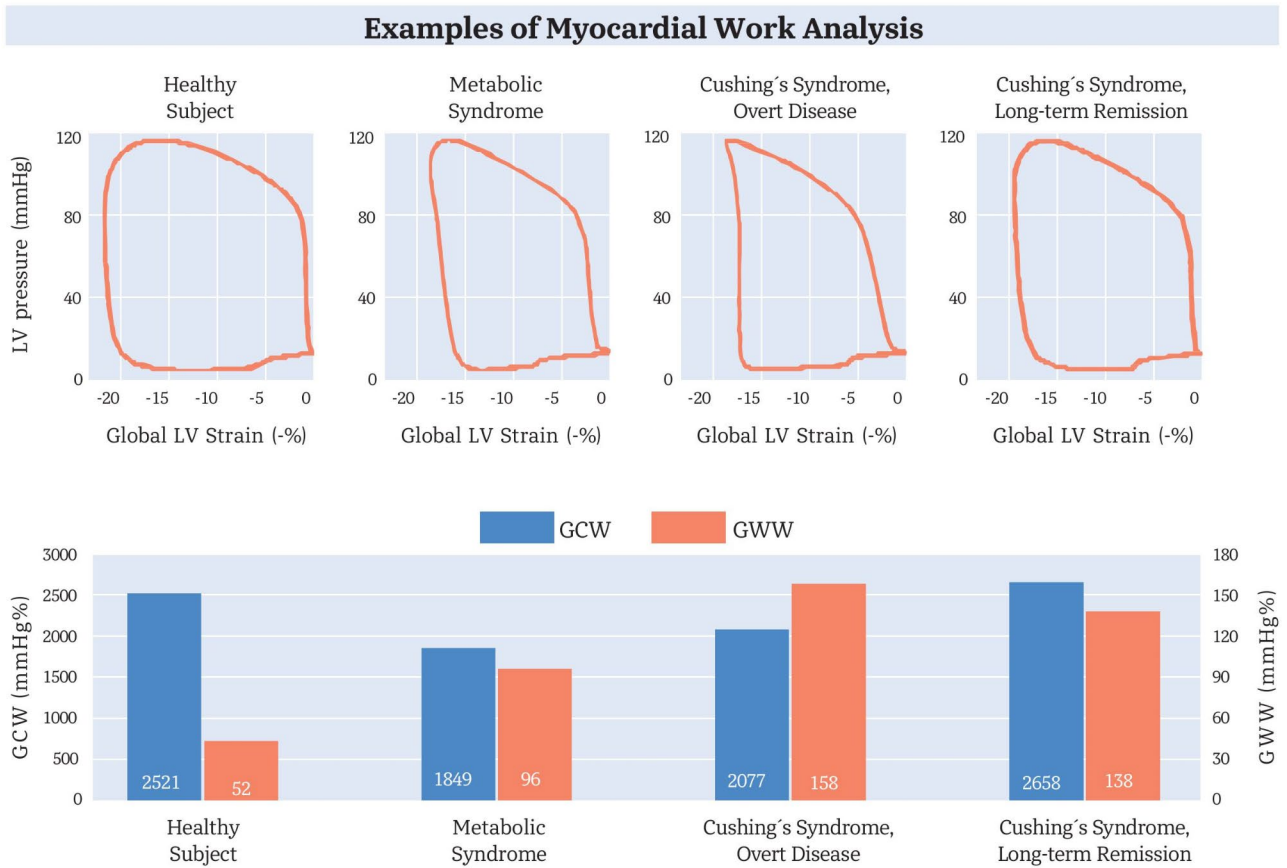 Examples of Myocardial Work Analysis
Healthy
Subject
Metabolic
Syndrome
Cushing´s Syndrome,
Overt Disease
Cushing´s Syndrome,
Long-term Remission
LV pressure (mmHg)
120
80
40
0
-20 -15 -10 -5 0
Global LV Strain (-%)
120
80
40
0
-20 -15 -10 -5 0
Global LV Strain (-%)
120
80
40
0
-20 -15 -10 -5 0
Global LV Strain (-%)
120
80
40
0
-20 -15 -10 -5 0
Global LV Strain (-%)
GCW GWW
GCW (mmHg%)
3000
2500
2000
1500
1000
500
0
2521 52
1849 96
2077 158
2658 138
180
150
120
90
60
30
0
GWW (mmHg%)
Healthy
Subject
Metabolic
Syndrome
Cushing´s Syndrome,
Overt Disease
Cushing´s Syndrome,
Long-term Remission